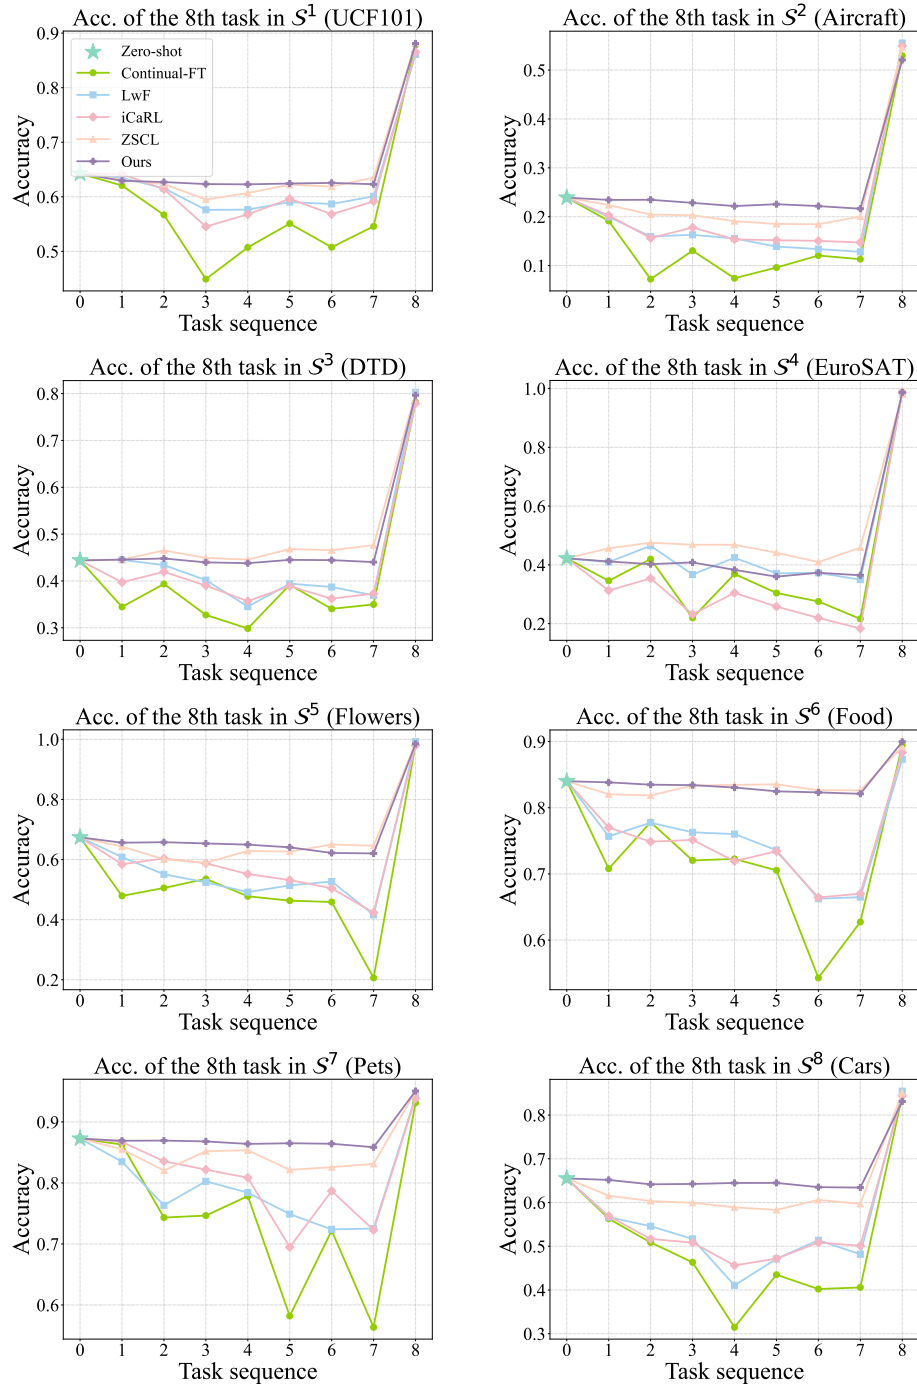 Acc. of the 8th task in 𝒮¹ (UCF101)
Accuracy
0.9
0.8
0.7
0.6
0.5
Zero-shot
Continual-FT
LwF
iCaRL
ZSCL
Ours
0 1 2 3 4 5 6 7 8
Task sequence
Acc. of the 8th task in 𝒮² (Aircraft)
Accuracy
0.5
0.4
0.3
0.2
0.1
0 1 2 3 4 5 6 7 8
Task sequence
Acc. of the 8th task in 𝒮³ (DTD)
Accuracy
0.8
0.7
0.6
0.5
0.4
0.3
0 1 2 3 4 5 6 7 8
Task sequence
Acc. of the 8th task in 𝒮⁴ (EuroSAT)
Accuracy
1.0
0.8
0.6
0.4
0.2
0 1 2 3 4 5 6 7 8
Task sequence
Acc. of the 8th task in 𝒮⁵ (Flowers)
Accuracy
1.0
0.8
0.6
0.4
0.2
0 1 2 3 4 5 6 7 8
Task sequence
Acc. of the 8th task in 𝒮⁶ (Food)
Accuracy
0.9
0.8
0.7
0.6
0 1 2 3 4 5 6 7 8
Task sequence
Acc. of the 8th task in 𝒮⁷ (Pets)
Accuracy
0.9
0.8
0.7
0.6
0 1 2 3 4 5 6 7 8
Task sequence
Acc. of the 8th task in 𝒮⁸ (Cars)
Accuracy
0.8
0.7
0.6
0.5
0.4
0.3
0 1 2 3 4 5 6 7 8
Task sequence